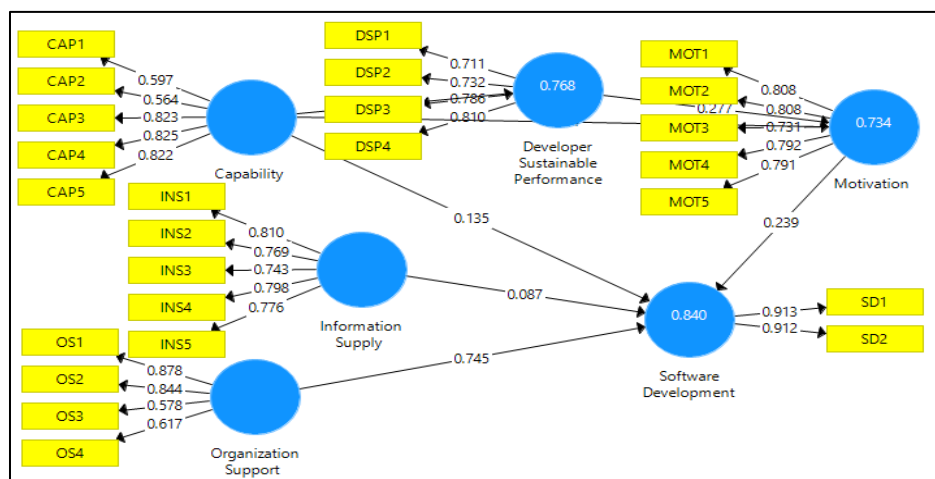 CAP1
CAP2
CAP3
CAP4
CAP5
0.597
0.564
0.823
0.825
0.822
Capability
DSP1
DSP2
DSP3
DSP4
0.711
0.732
0.786
0.810
0.768
Developer
Sustainable
Performance
MOT1
MOT2
MOT3
MOT4
MOT5
0.808
0.808
0.277
0.731
0.792
0.791
0.734
Motivation
INS1
INS2
INS3
INS4
INS5
0.810
0.769
0.743
0.798
0.776
Information
Supply
0.135
0.239
0.087
0.745
OS1
OS2
OS3
OS4
0.878
0.844
0.578
0.617
Organization
Support
0.840
Software
Development
0.913
0.912
SD1
SD2